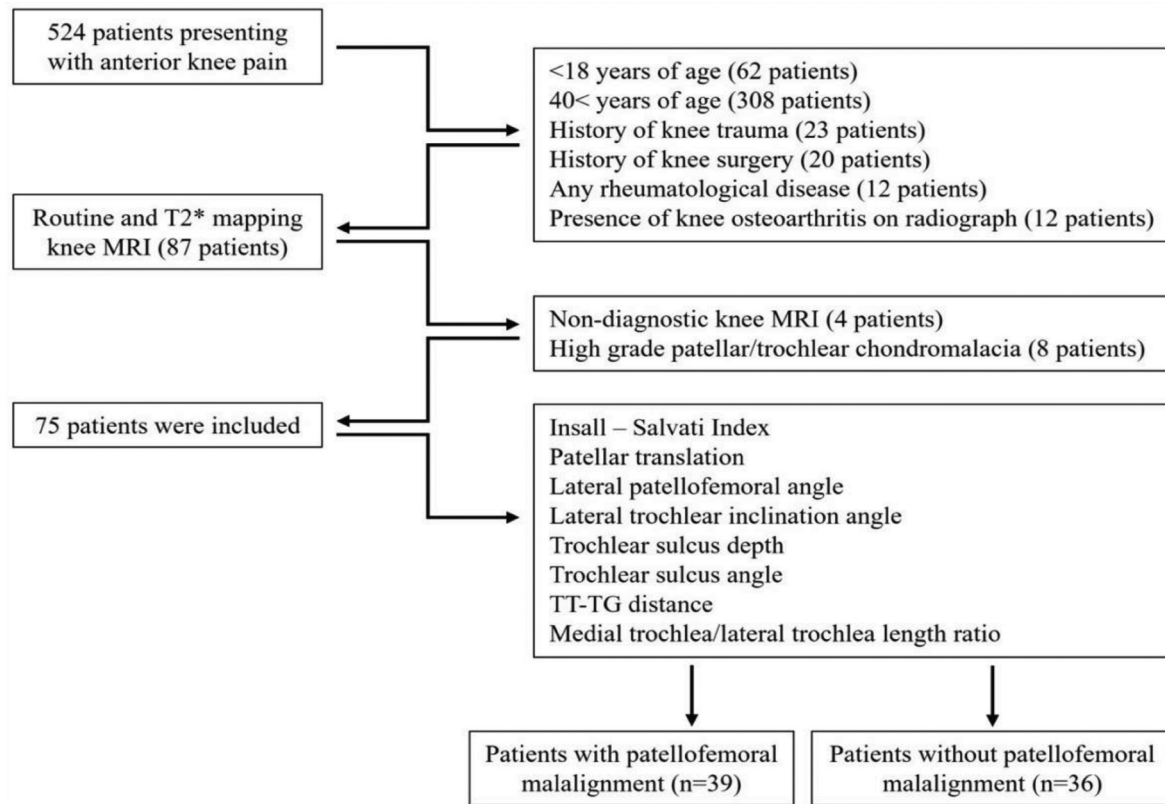 524 patients presenting
with anterior knee pain
<18 years of age (62 patients)
40< years of age (308 patients)
History of knee trauma (23 patients)
History of knee surgery (20 patients)
Any rheumatological disease (12 patients)
Presence of knee osteoarthritis on radiograph (12 patients)
Routine and T2* mapping
knee MRI (87 patients)
Non-diagnostic knee MRI (4 patients)
High grade patellar/trochlear chondromalacia (8 patients)
75 patients were included
Insall – Salvati Index
Patellar translation
Lateral patellofemoral angle
Lateral trochlear inclination angle
Trochlear sulcus depth
Trochlear sulcus angle
TT-TG distance
Medial trochlea/lateral trochlea length ratio
Patients with patellofemoral
malalignment (n=39)
Patients without patellofemoral
malalignment (n=36)